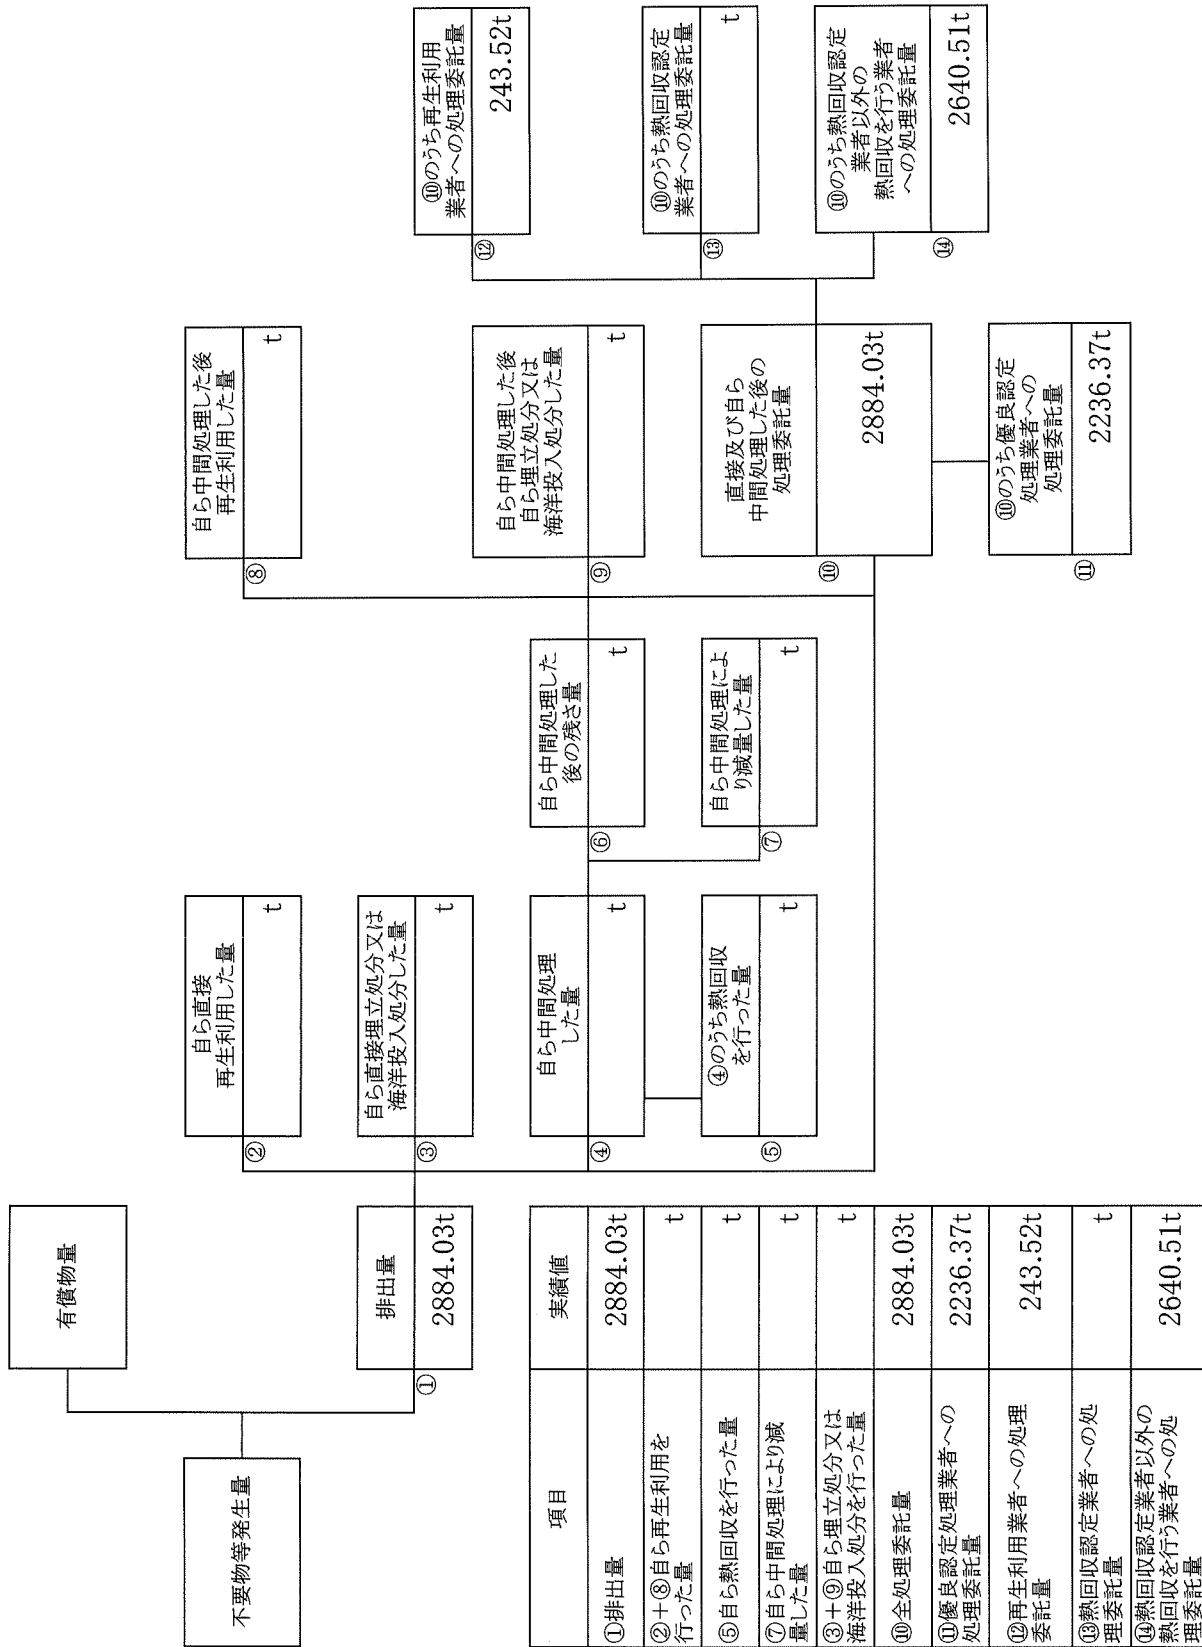 不要物等発生量
有償物量
①
排出量
2884.03t
②
自ら直接
再生利用した量
t
③
自ら直接埋立処分又は
海洋投入処分した量
t
④
自ら中間処理
した量
t
⑤
④のうち熱回収
を行った量
t
⑥
自ら中間処理した
後の残さ量
t
⑦
自ら中間処理によ
り減量した量
t
⑧
自ら中間処理した後
再生利用した量
t
⑨
自ら中間処理した後
自ら埋立処分又は
海洋投入処分した量
t
⑩
直接及び自ら
中間処理した後の
処理委託量
2884.03t
⑪
⑩のうち優良認定
処理業者への
処理委託量
2236.37t
⑫
⑩のうち再生利用
業者への処理委託量
243.52t
⑬
⑩のうち熱回収認定
業者への処理委託量
t
⑭
⑩のうち熱回収認定
業者以外の
熱回収を行う業者
への処理委託量
2640.51t
項目 実績値
①排出量 2884.03t
②+⑧自ら再生利用を
行った量 t
⑤自ら熱回収を行った量 t
⑦自ら中間処理により減
量した量 t
③+⑨自ら埋立処分又は
海洋投入処分を行った量 t
⑩全処理委託量 2884.03t
⑪優良認定処理業者への
処理委託量 2236.37t
⑫再生利用業者への処理
委託量 243.52t
⑬熱回収認定業者への処
理委託量 t
⑭熱回収認定業者以外の
熱回収を行う業者への処
理委託量 2640.51t